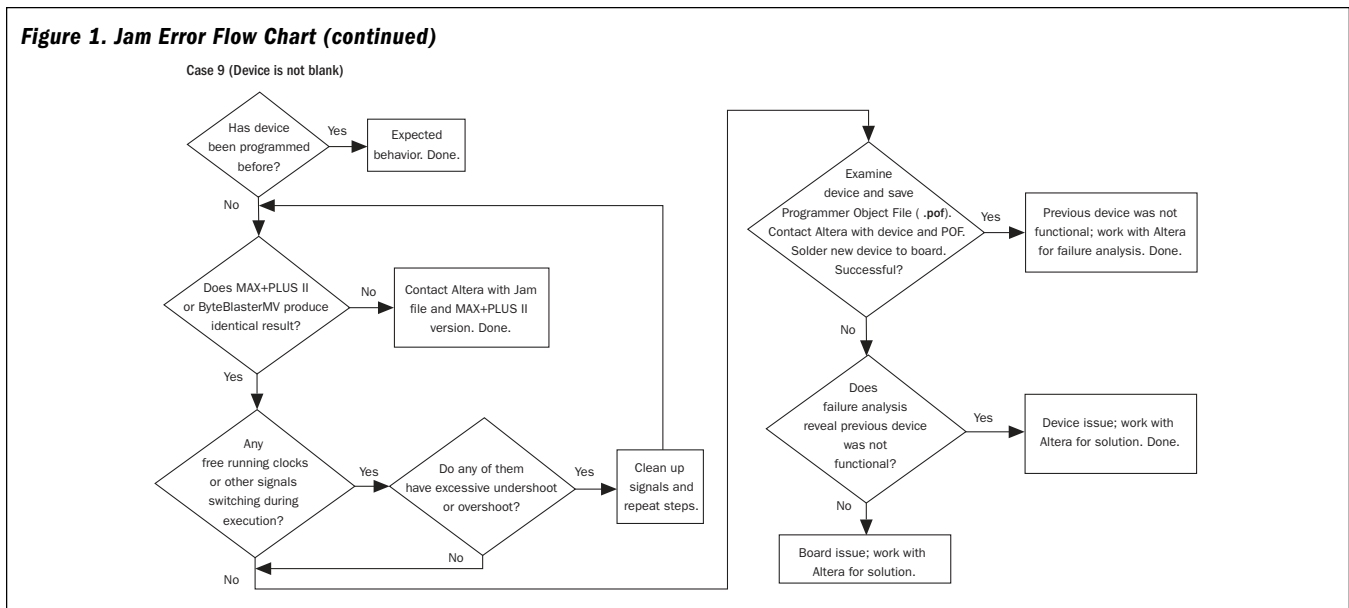 Figure 1. Jam Error Flow Chart (continued)
Case 9 (Device is not blank)
Has device
been programmed
before?
Yes
Expected
behavior. Done.
No
Does MAX+PLUS II
or ByteBlasterMV produce
identical result?
No
Contact Altera with Jam
file and MAX+PLUS II
version. Done.
Yes
Any
free running clocks
or other signals
switching during
execution?
Yes
Do any of them
have excessive undershoot
or overshoot?
Yes
Clean up
signals and
repeat steps.
No
No
Examine
device and save
Programmer Object File ( .pof).
Contact Altera with device and POF.
Solder new device to board.
Successful?
Yes
Previous device was not
functional; work with Altera
for failure analysis. Done.
No
Does
failure analysis
reveal previous device
was not
functional?
Yes
Device issue; work with
Altera for solution. Done.
No
Board issue; work with
Altera for solution.